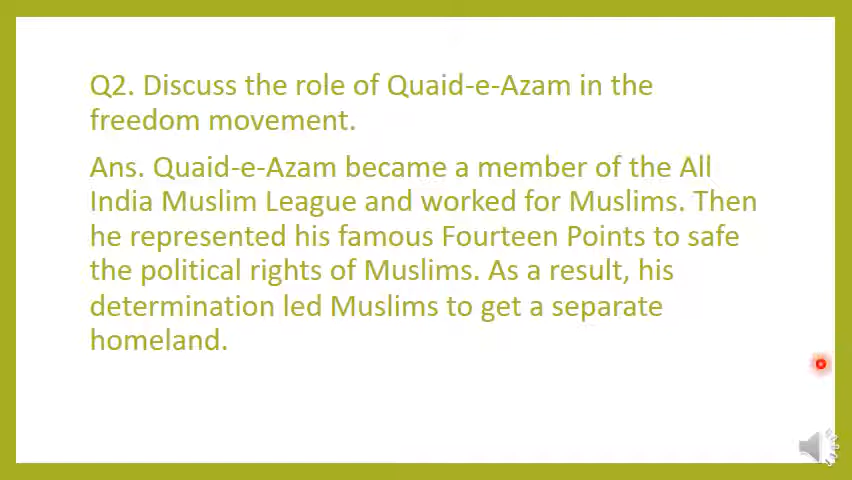 Q2. Discuss the role of Quaid-e-Azam in the
freedom movement.
Ans. Quaid-e-Azam became a member of the All
India Muslim League and worked for Muslims. Then
he represented his famous Fourteen Points to safe
the political rights of Muslims. As a result, his
determination led Muslims to get a separate
homeland.